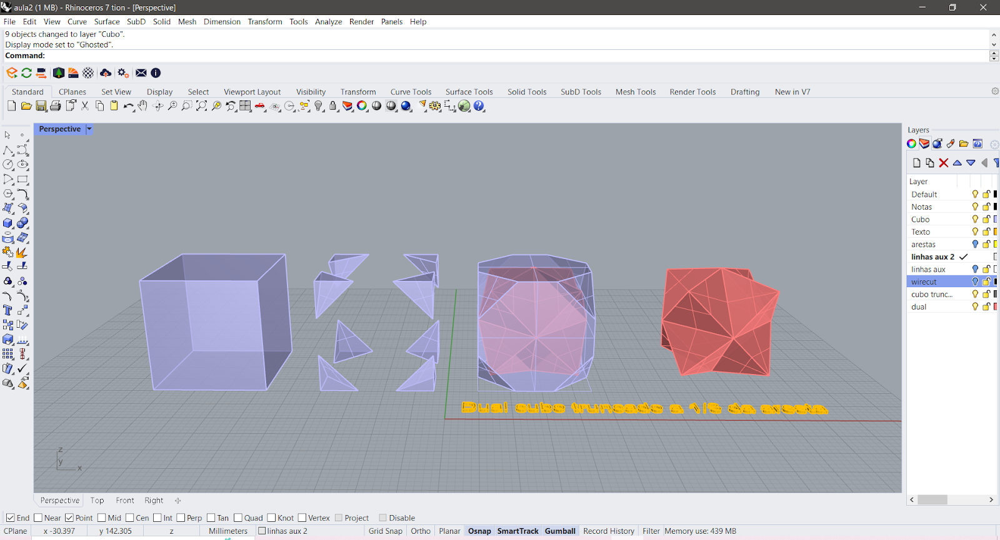 aula2 (1 MB) - Rhinoceros 7 tion - [Perspective]
File Edit View Curve Surface SubD Solid Mesh Dimension Transform Tools Analyze Render Panels Help
9 objects changed to layer "Cubo".
Display mode set to "Ghosted".
Command:
Standard CPlanes Set View Display Select Viewport Layout Visibility Transform Curve Tools Surface Tools Solid Tools SubD Tools Mesh Tools Render Tools Drafting New in V7
Perspective
Layers
Layer
Default
Notas
Cubo
Texto
arestas
linhas aux 2
linhas aux
wirecut
cubo trunc...
dual
Dual cubo truncado a 1/3 da aresta
z
y
x
Perspective Top Front Right
End Near Point Mid Cen Int Perp Tan Quad Knot Vertex Project Disable
CPlane x -30.397 y 142.305 z Millimeters linhas aux 2 Grid Snap Ortho Planar Osnap SmartTrack Gumball Record History Filter Memory use: 439 MB